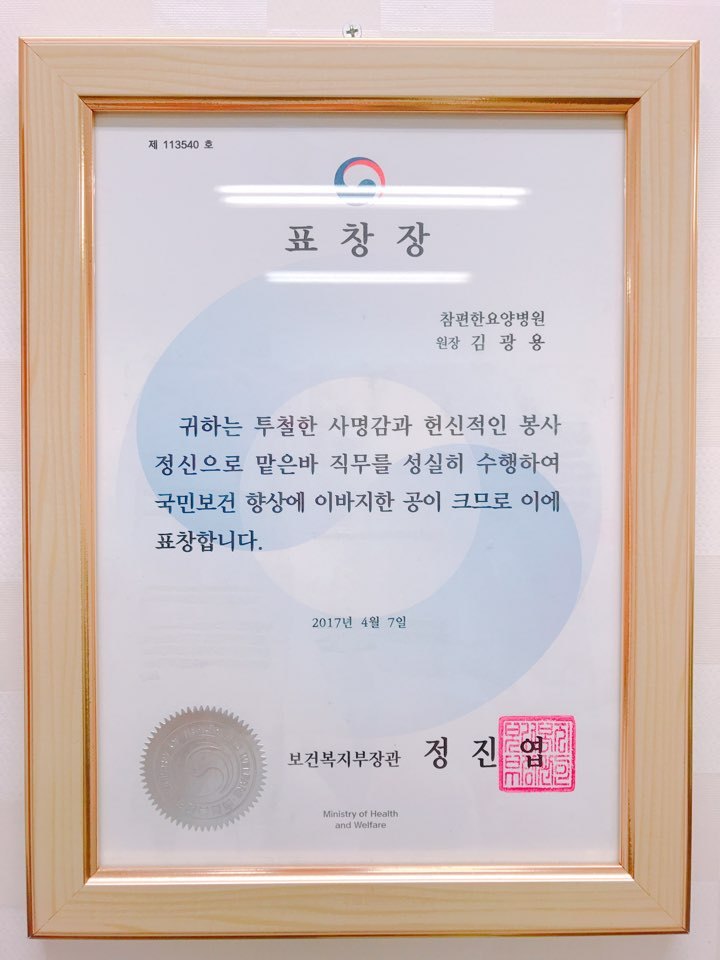 제 113540 호
표 창 장
참편한요양병원
원장 김 광 용
귀하는 투철한 사명감과 헌신적인 봉사
정신으로 맡은바 직무를 성실히 수행하여
국민보건 향상에 이바지한 공이 크므로 이에
표창합니다.
2017년 4월 7일
보건복지부장관 정 진 엽
Ministry of Health
and Welfare